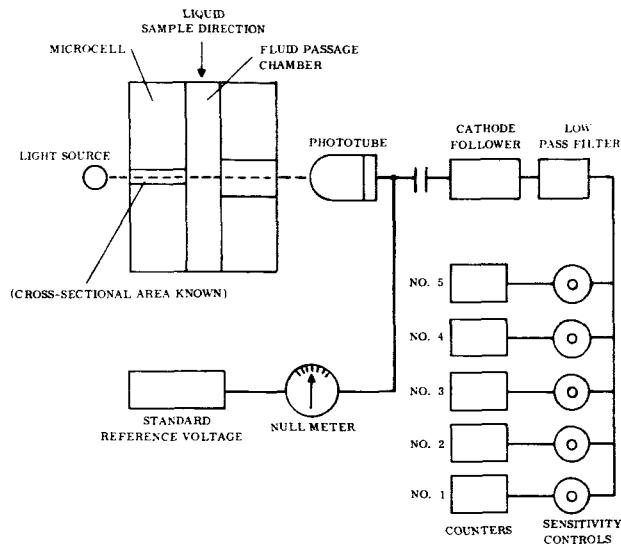 LIQUID
SAMPLE DIRECTION
MICROCELL
FLUID PASSAGE
CHAMBER
LIGHT SOURCE
PHOTOTUBE
CATHODE
FOLLOWER
LOW
PASS FILTER
(CROSS-SECTIONAL AREA KNOWN)
NO. 5
NO. 4
NO. 3
NO. 2
NO. 1
STANDARD
REFERENCE VOLTAGE
NULL METER
COUNTERS
SENSITIVITY
CONTROLS